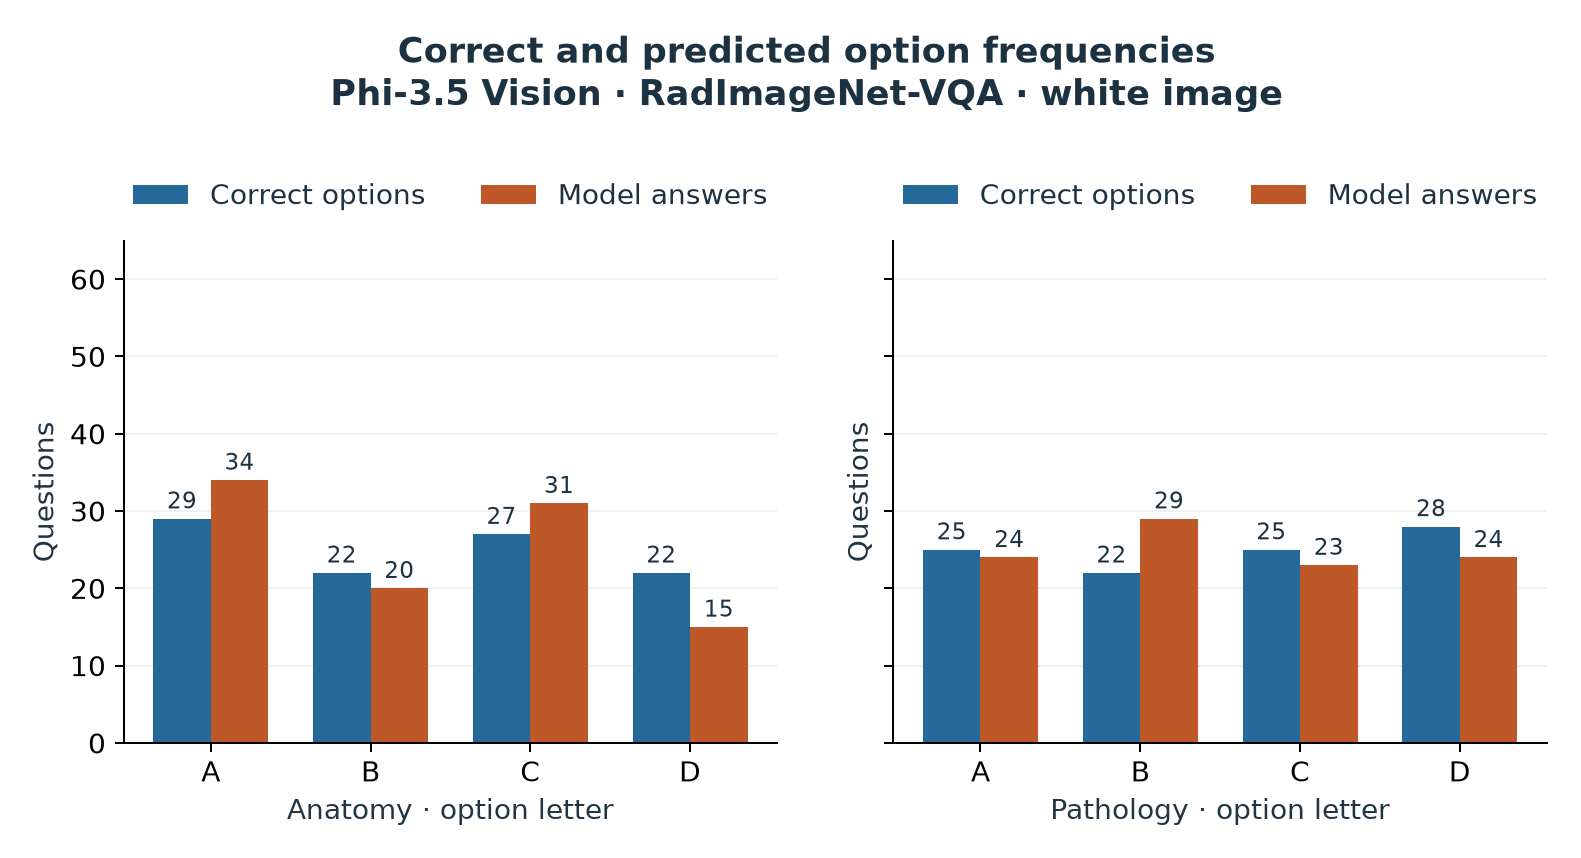 Correct and predicted option frequencies
Phi-3.5 Vision · RadImageNet-VQA · white image
Correct options Model answers
Correct options Model answers
Questions
60
50
40
30
20
10
0
29 34
22 20
27 31
22 15
A B C D
Anatomy · option letter
Questions
25 24
22 29
25 23
28 24
A B C D
Pathology · option letter